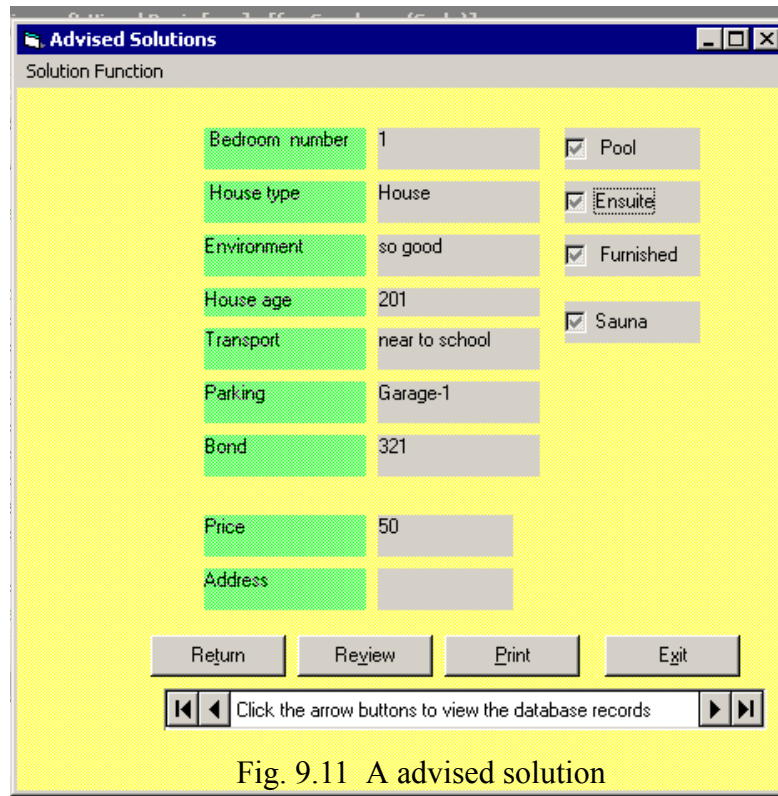 Advised Solutions
Solution Function
Bedroom number 1 Pool
House type House Ensuite
Environment so good Furnished
House age 201
Sauna
Transport near to school
Parking Garage-1
Bond 321
Price 50
Address
Return Review Print Exit
Click the arrow buttons to view the database records
Fig. 9.11 A advised solution